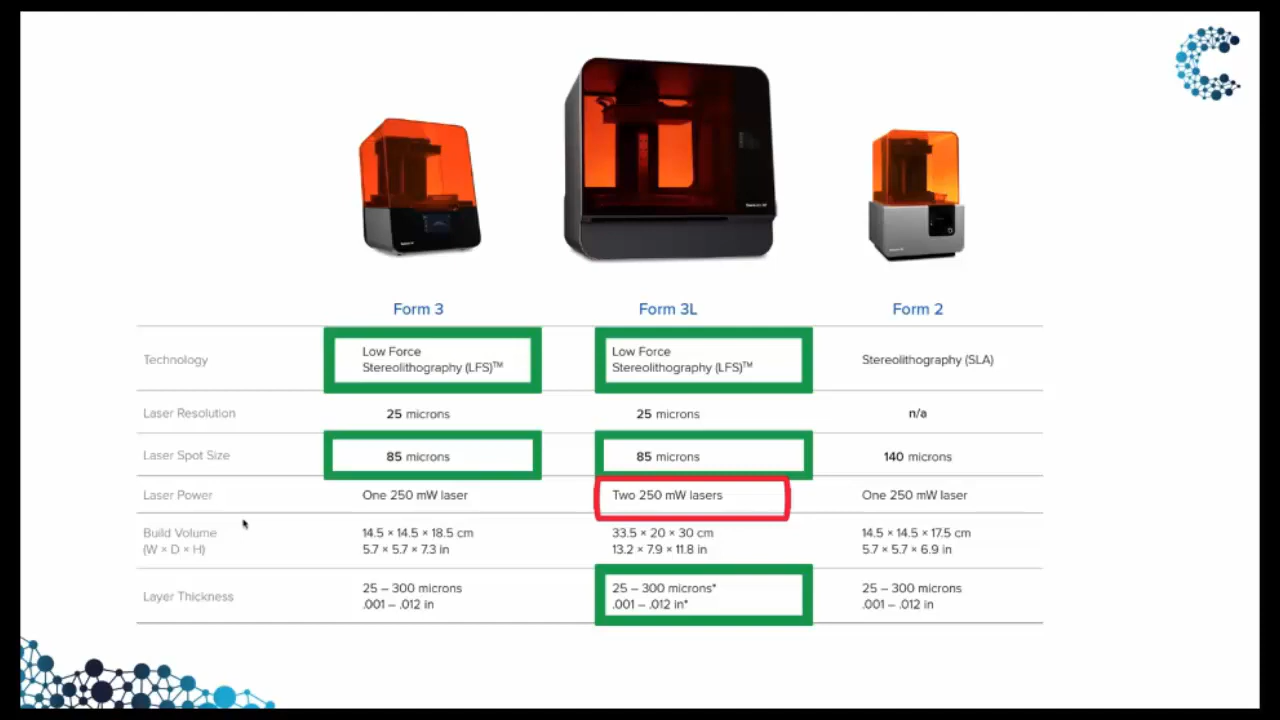 Form 3
Form 3L
Form 2
Technology
Low Force
Stereolithography (LFS)™
Low Force
Stereolithography (LFS)™
Stereolithography (SLA)
Laser Resolution
25 microns
25 microns
n/a
Laser Spot Size
85 microns
85 microns
140 microns
Laser Power
One 250 mW laser
Two 250 mW lasers
One 250 mW laser
Build Volume
(W × D × H)
14.5 × 14.5 × 18.5 cm
5.7 × 5.7 × 7.3 in
33.5 × 20 × 30 cm
13.2 × 7.9 × 11.8 in
14.5 × 14.5 × 17.5 cm
5.7 × 5.7 × 6.9 in
Layer Thickness
25 – 300 microns
.001 – .012 in
25 – 300 microns*
.001 – .012 in*
25 – 300 microns
.001 – .012 in